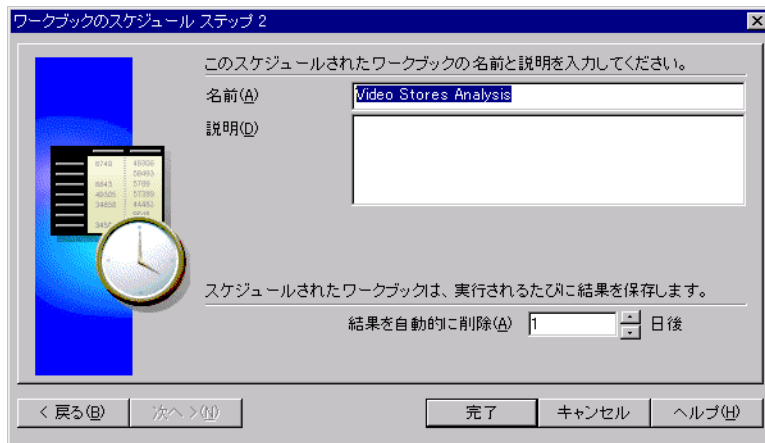 ワークブックのスケジュール ステップ 2
このスケジュールされたワークブックの名前と説明を入力してください。
名前(A)
Video Stores Analysis
説明(D)
8749
8843
49305
34658
5789
57389
スケジュールされたワークブックは、実行されるたびに結果を保存します。
結果を自動的に削除(A) 1 日後
< 戻る(B)
次へ >(N)
完了
キャンセル
ヘルプ(H)